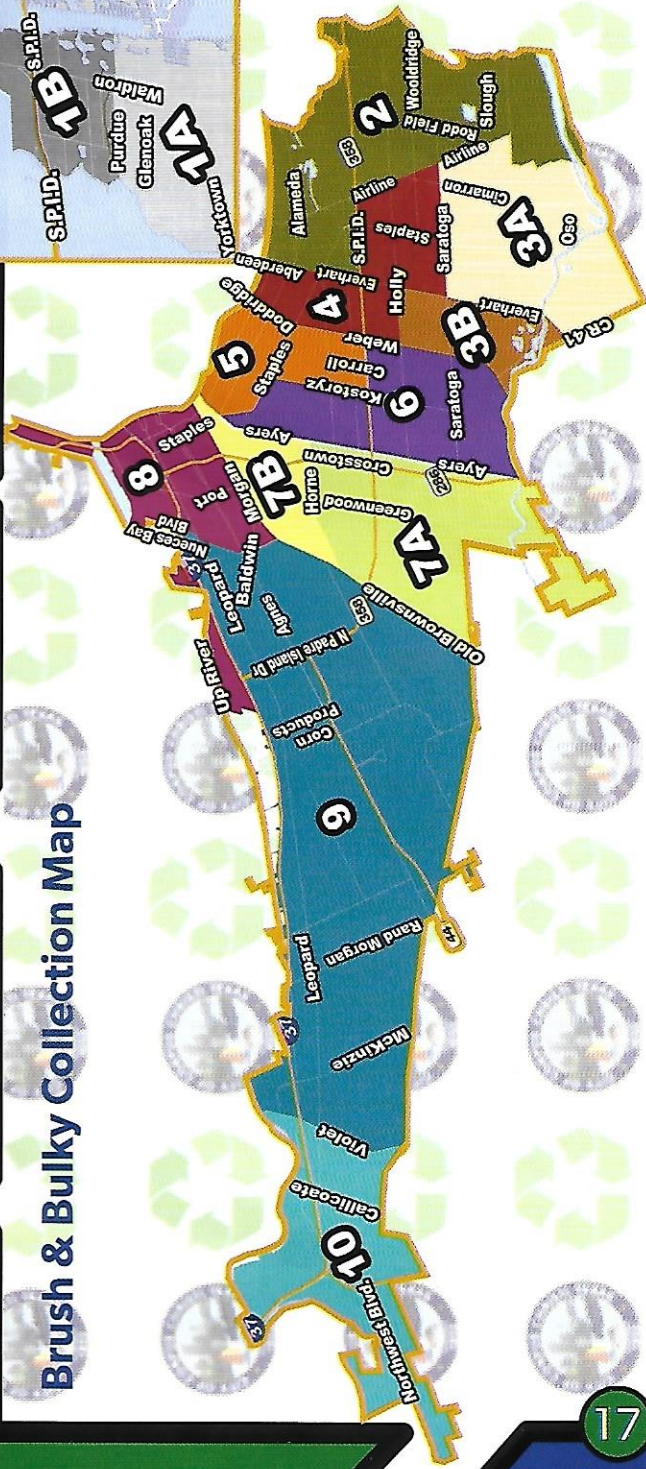 Brush & Bulky Collection Map
S.P.I.D.
S.P.I.D.
1B
Waldron
Purdue
Glenoak
1A
Yorktown
Alameda
2
Wooldridge
Rodd Field
Slough
358
Airline
Airline
Cimaron
3A
Oso
Staples
Saratoga
S.P.I.D.
Holly
Everhart
Aberdeen
4
Everhart
3B
CR 41
Doddridge
5
Staples
Weber
Carroll
Kostoryz
6
Saratoga
Ayers
Ayers
Crosstown
286
Staples
8
Port
Morgan
7B
Home
Greenwood
7A
Nueces Bay
Blvd
37
Leopard
Baldwin
Agnes
N Padre Island Dr
358
Old Brownsville
Up River
Corn
Products
9
44
Rand Morgan
Leopard
McKinzie
37
Violet
Callicoate
10
Northwest Blvd.
37
17